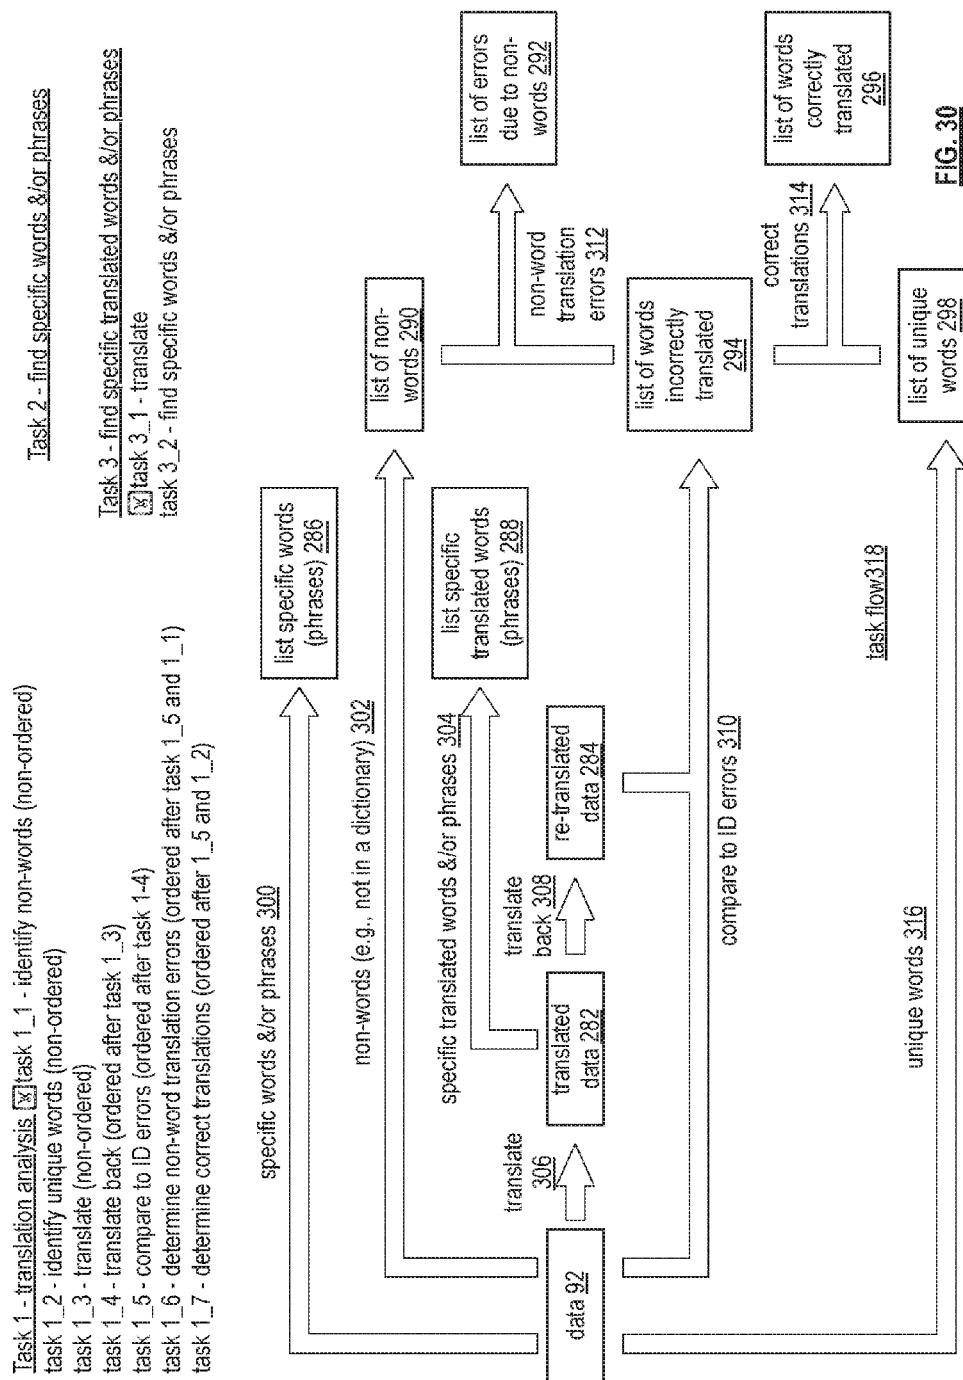 Task 1 - translation analysis task 1_1 - identify non-words (non-ordered)
task 1_2 - identify unique words (non-ordered)
task 1_3 - translate (non-ordered)
task 1_4 - translate back (ordered after task 1_3)
task 1_5 - compare to ID errors (ordered after task 1-4)
task 1_6 - determine non-word translation errors (ordered after task 1_5 and 1_1)
task 1_7 - determine correct translations (ordered after 1_5 and 1_2)
Task 2 - find specific words &/or phrases
Task 3 - find specific translated words &/or phrases
task 3_1 - translate
task 3_2 - find specific words &/or phrases
specific words &/or phrases 300
list specific words
(phrases) 286
non-words (e.g., not in a dictionary) 302
list of non-
words 290
specific translated words &/or phrases 304
list specific
translated words
(phrases) 288
list of errors
due to non-
words 292
non-word
translation
errors 312
data 92
translate
306
translated
data 282
translate
back 308
re-translated
data 284
compare to ID errors 310
list of words
incorrectly
translated
294
correct
translations 314
list of words
correctly
translated
296
unique words 316
task flow318
list of unique
words 298
FIG. 30